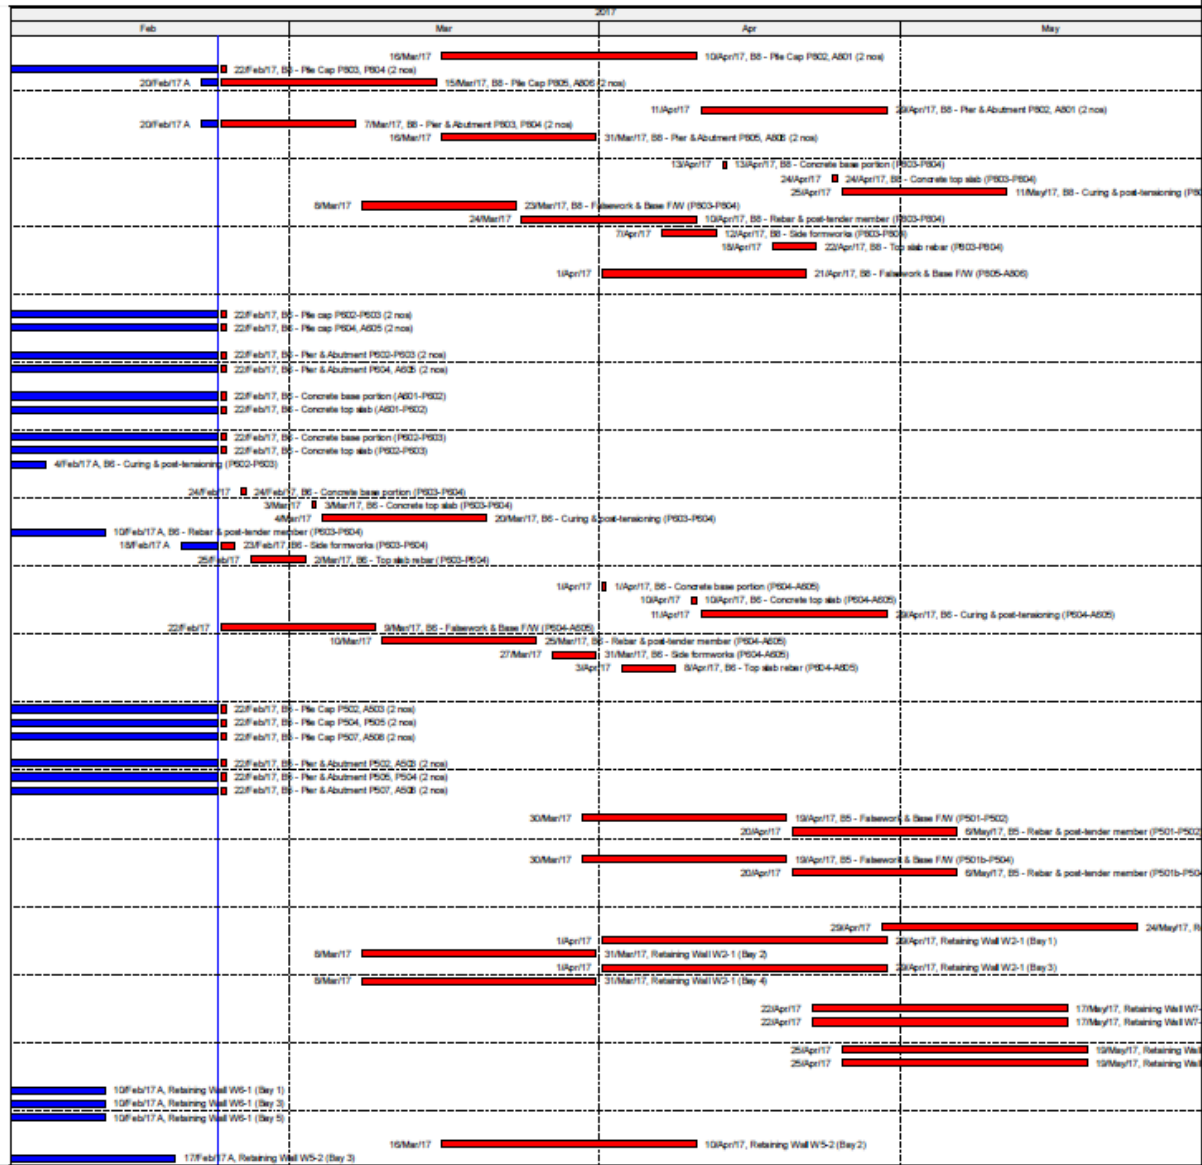 2017
Feb Mar Apr May
16/Mar/17 10/Apr/17, B8 - Pile Cap P802, A801 (2 nos)
22/Feb/17, B8 - Pile Cap P803, P804 (2 nos)
20/Feb/17 A 15/Mar/17, B8 - Pile Cap P805, A806 (2 nos)
11/Apr/17 29/Apr/17, B8 - Pier & Abutment P802, A801 (2 nos)
20/Feb/17 A 7/Mar/17, B8 - Pier & Abutment P803, P804 (2 nos)
16/Mar/17 31/Mar/17, B8 - Pier & Abutment P805, A806 (2 nos)
13/Apr/17 13/Apr/17, B8 - Concrete base portion (P803-P804)
24/Apr/17 24/Apr/17, B8 - Concrete top slab (P803-P804)
25/Apr/17 11/May/17, B8 - Curing & post-tensioning (P80
8/Mar/17 23/Mar/17, B8 - Falsework & Base F/W (P803-P804)
24/Mar/17 10/Apr/17, B8 - Rebar & post-tender member (P803-P804)
7/Apr/17 12/Apr/17, B8 - Side formworks (P803-P804)
18/Apr/17 22/Apr/17, B8 - Top slab rebar (P803-P804)
1/Apr/17 21/Apr/17, B8 - Falsework & Base F/W (P805-A806)
22/Feb/17, B6 - Pile cap P602-P603 (2 nos)
22/Feb/17, B6 - Pile cap P604, A605 (2 nos)
22/Feb/17, B6 - Pier & Abutment P602-P603 (2 nos)
22/Feb/17, B6 - Pier & Abutment P604, A605 (2 nos)
22/Feb/17, B6 - Concrete base portion (A601-P602)
22/Feb/17, B6 - Concrete top slab (A601-P602)
22/Feb/17, B6 - Concrete base portion (P602-P603)
22/Feb/17, B6 - Concrete top slab (P602-P603)
4/Feb/17 A, B6 - Curing & post-tensioning (P602-P603)
24/Feb/17 24/Feb/17, B6 - Concrete base portion (P603-P604)
3/Mar/17 3/Mar/17, B6 - Concrete top slab (P603-P604)
4/Mar/17 20/Mar/17, B6 - Curing & post-tensioning (P603-P604)
10/Feb/17 A, B6 - Rebar & post-tender member (P603-P604)
18/Feb/17 A 23/Feb/17, B6 - Side formworks (P603-P604)
25/Feb/17 2/Mar/17, B6 - Top slab rebar (P603-P604)
1/Apr/17 1/Apr/17, B6 - Concrete base portion (P604-A605)
10/Apr/17 10/Apr/17, B6 - Concrete top slab (P604-A605)
11/Apr/17 29/Apr/17, B6 - Curing & post-tensioning (P604-A605)
22/Feb/17 9/Mar/17, B6 - Falsework & Base F/W (P604-A605)
10/Mar/17 25/Mar/17, B6 - Rebar & post-tender member (P604-A605)
27/Mar/17 31/Mar/17, B6 - Side formworks (P604-A605)
3/Apr/17 8/Apr/17, B6 - Top slab rebar (P604-A605)
22/Feb/17, B5 - Pile Cap P502, A503 (2 nos)
22/Feb/17, B5 - Pile Cap P504, P505 (2 nos)
22/Feb/17, B5 - Pile Cap P507, A508 (2 nos)
22/Feb/17, B5 - Pier & Abutment P502, A503 (2 nos)
22/Feb/17, B5 - Pier & Abutment P505, P504 (2 nos)
22/Feb/17, B5 - Pier & Abutment P507, A508 (2 nos)
30/Mar/17 19/Apr/17, B5 - Falsework & Base F/W (P501-P502)
20/Apr/17 6/May/17, B5 - Rebar & post-tender member (P501-P502
30/Mar/17 19/Apr/17, B5 - Falsework & Base F/W (P501b-P504)
20/Apr/17 6/May/17, B5 - Rebar & post-tender member (P501b-P50
29/Apr/17 24/May/17, R
1/Apr/17 29/Apr/17, Retaining Wall W2-1 (Bay 1)
8/Mar/17 31/Mar/17, Retaining Wall W2-1 (Bay 2)
1/Apr/17 29/Apr/17, Retaining Wall W2-1 (Bay 3)
8/Mar/17 31/Mar/17, Retaining Wall W2-1 (Bay 4)
22/Apr/17 17/May/17, Retaining Wall W7-
22/Apr/17 17/May/17, Retaining Wall W7-
25/Apr/17 19/May/17, Retaining Wall
25/Apr/17 19/May/17, Retaining Wall
10/Feb/17 A, Retaining Wall W6-1 (Bay 1)
10/Feb/17 A, Retaining Wall W6-1 (Bay 3)
10/Feb/17 A, Retaining Wall W6-1 (Bay 5)
16/Mar/17 10/Apr/17, Retaining Wall W5-2 (Bay 2)
17/Feb/17 A, Retaining Wall W5-2 (Bay 3)